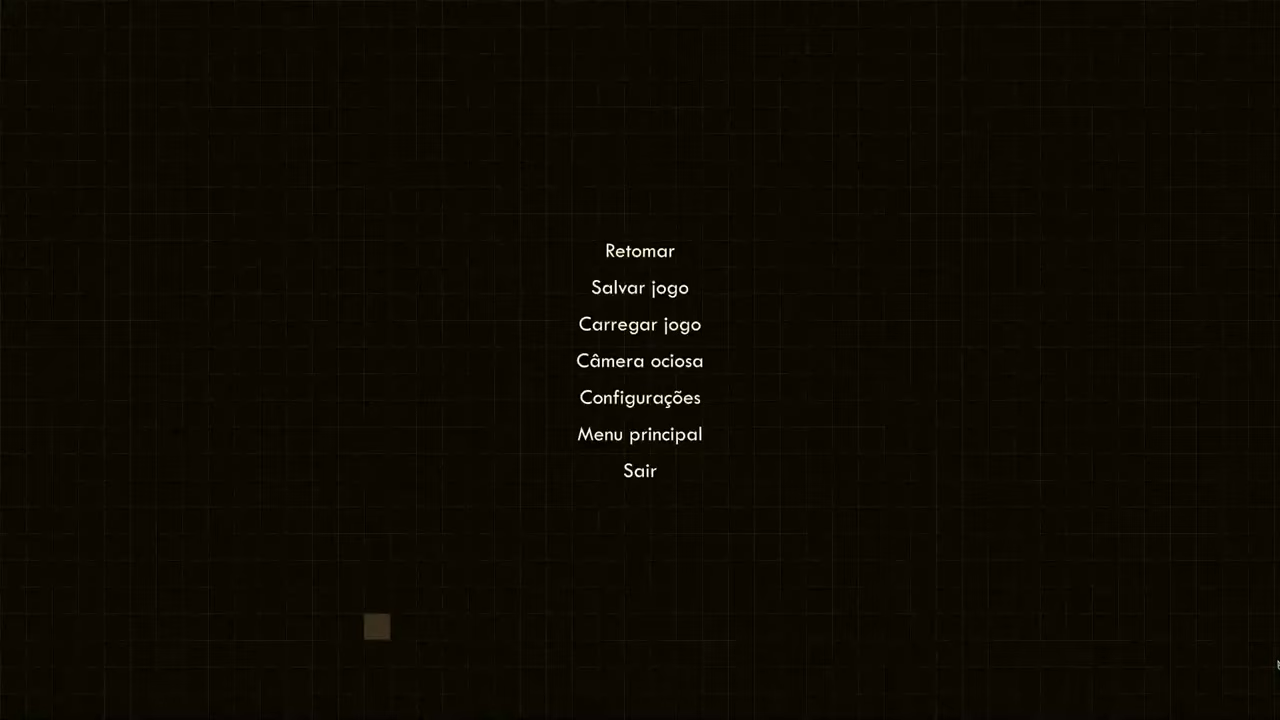 Retomar
Salvar jogo
Carregar jogo
Câmera ociosa
Configurações
Menu principal
Sair